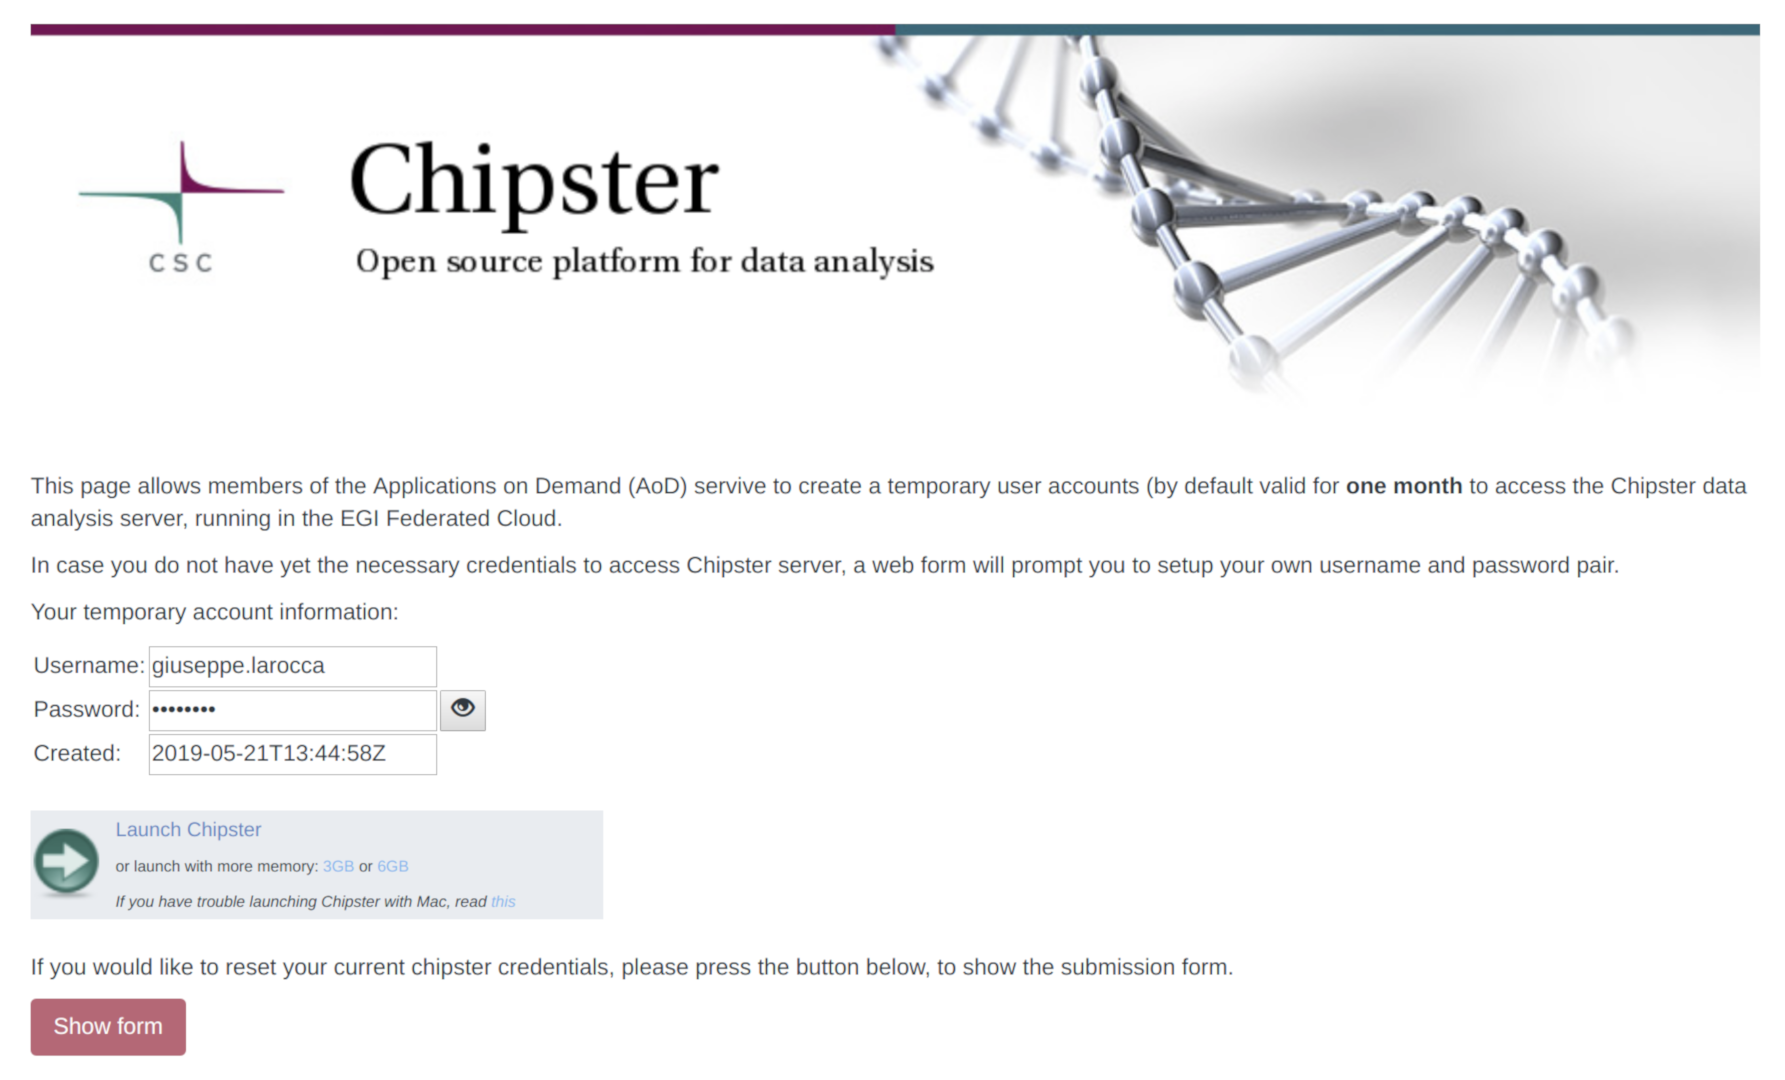 CSC
Chipster
Open source platform for data analysis
This page allows members of the Applications on Demand (AoD) servive to create a temporary user accounts (by default valid for one month to access the Chipster data
analysis server, running in the EGI Federated Cloud.
In case you do not have yet the necessary credentials to access Chipster server, a web form will prompt you to setup your own username and password pair.
Your temporary account information:
Username: giuseppe.larocca
Password: ••••••••
Created: 2019-05-21T13:44:58Z
Launch Chipster
or launch with more memory: 3GB or 6GB
If you have trouble launching Chipster with Mac, read this
If you would like to reset your current chipster credentials, please press the button below, to show the submission form.
Show form